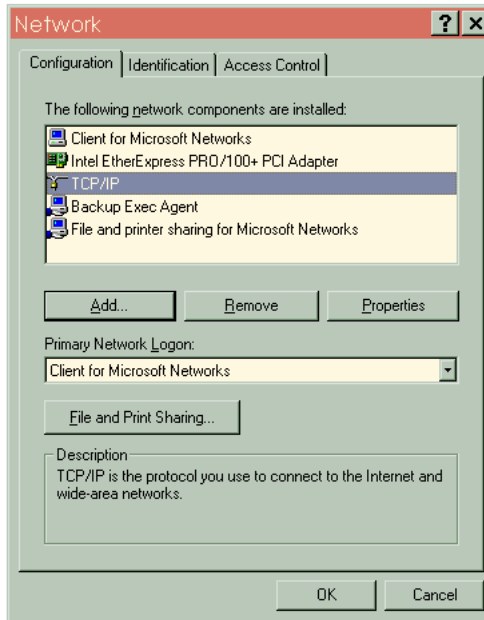 Network
Configuration Identification Access Control
The following network components are installed:
Client for Microsoft Networks
Intel EtherExpress PRO/100+ PCI Adapter
TCP/IP
Backup Exec Agent
File and printer sharing for Microsoft Networks
Add... Remove Properties
Primary Network Logon:
Client for Microsoft Networks
File and Print Sharing...
Description
TCP/IP is the protocol you use to connect to the Internet and
wide-area networks.
OK Cancel